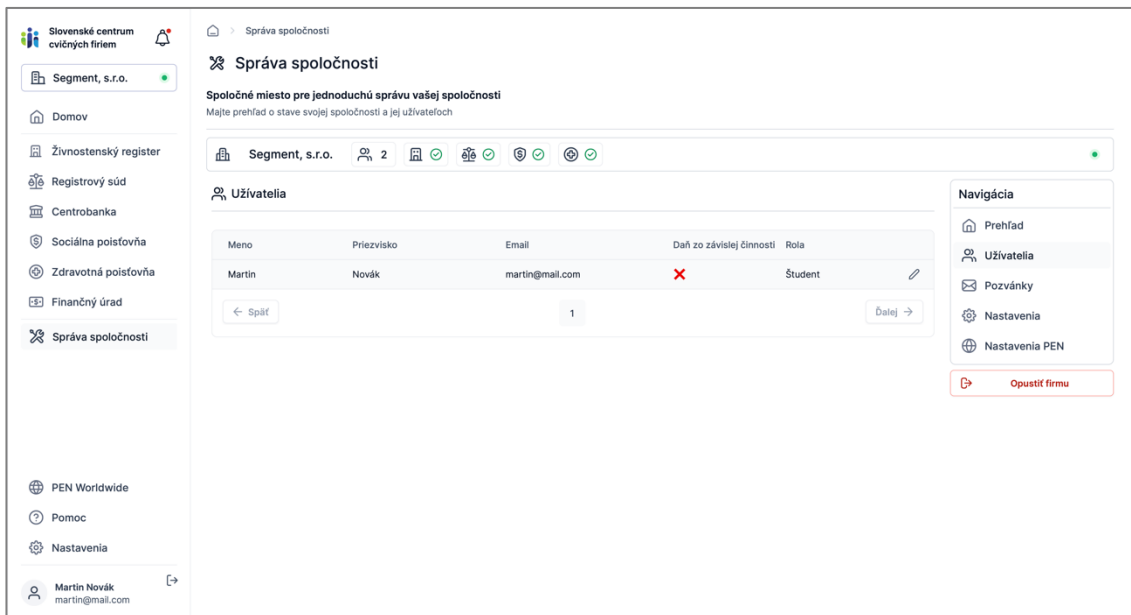 Slovenské centrum
cvičných firiem
Segment, s.r.o.
Domov
Živnostenský register
Registrový súd
Centrobanka
Sociálna poisťovňa
Zdravotná poisťovňa
Finančný úrad
Správa spoločnosti
PEN Worldwide
Pomoc
Nastavenia
Martin Novák
martin@mail.com
Správa spoločnosti
Správa spoločnosti
Spoločné miesto pre jednoduchú správu vašej spoločnosti
Majte prehľad o stave svojej spoločnosti a jej užívateľoch
Segment, s.r.o. 2
Užívatelia
Meno Priezvisko Email Daň zo závislej činnosti Rola
Martin Novák martin@mail.com Študent
Späť 1 Ďalej
Navigácia
Prehľad
Užívatelia
Pozvánky
Nastavenia
Nastavenia PEN
Opustiť firmu